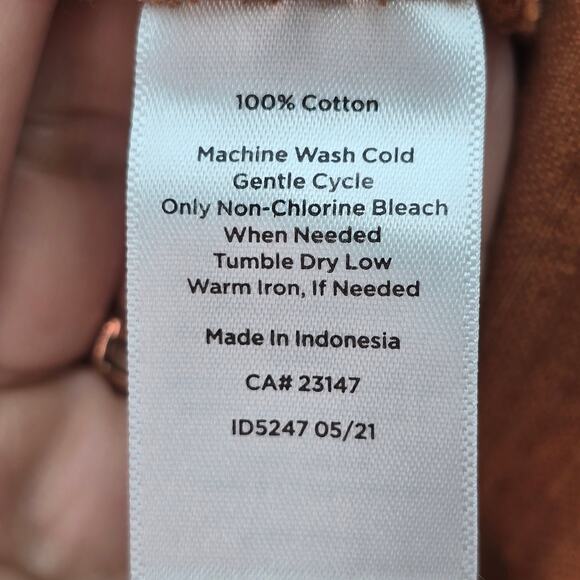 100% Cotton
Machine Wash Cold
Gentle Cycle
Only Non-Chlorine Bleach
When Needed
Tumble Dry Low
Warm Iron, If Needed
Made In Indonesia
CA# 23147
ID5247 05/21